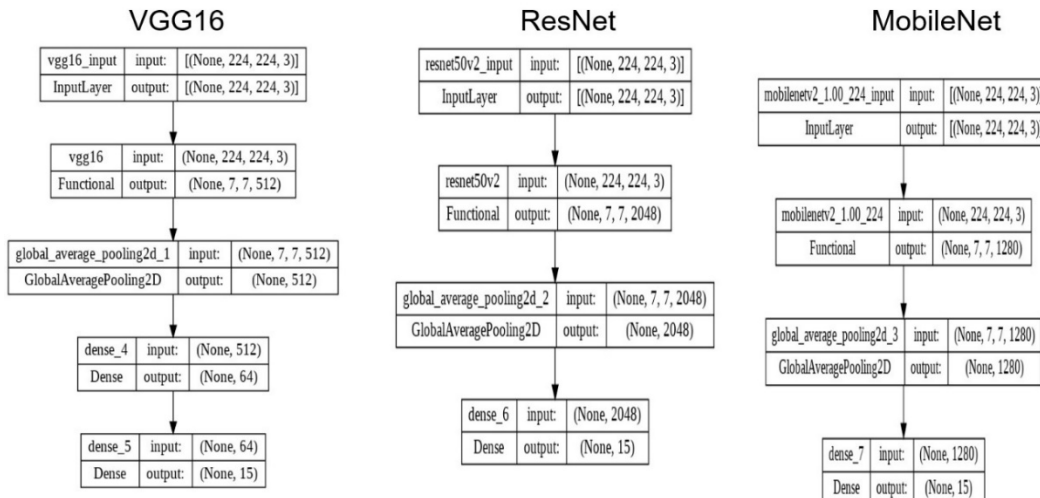 VGG16
vgg16_input input: [(None, 224, 224, 3)]
InputLayer output: [(None, 224, 224, 3)]
vgg16 input: (None, 224, 224, 3)
Functional output: (None, 7, 7, 512)
global_average_pooling2d_1 input: (None, 7, 7, 512)
GlobalAveragePooling2D output: (None, 512)
dense_4 input: (None, 512)
Dense output: (None, 64)
dense_5 input: (None, 64)
Dense output: (None, 15)
ResNet
resnet50v2_input input: [(None, 224, 224, 3)]
InputLayer output: [(None, 224, 224, 3)]
resnet50v2 input: (None, 224, 224, 3)
Functional output: (None, 7, 7, 2048)
global_average_pooling2d_2 input: (None, 7, 7, 2048)
GlobalAveragePooling2D output: (None, 2048)
dense_6 input: (None, 2048)
Dense output: (None, 15)
MobileNet
mobilenetv2_1.00_224_input input: [(None, 224, 224, 3)]
InputLayer output: [(None, 224, 224, 3)]
mobilenetv2_1.00_224 input: (None, 224, 224, 3)
Functional output: (None, 7, 7, 1280)
global_average_pooling2d_3 input: (None, 7, 7, 1280)
GlobalAveragePooling2D output: (None, 1280)
dense_7 input: (None, 1280)
Dense output: (None, 15)